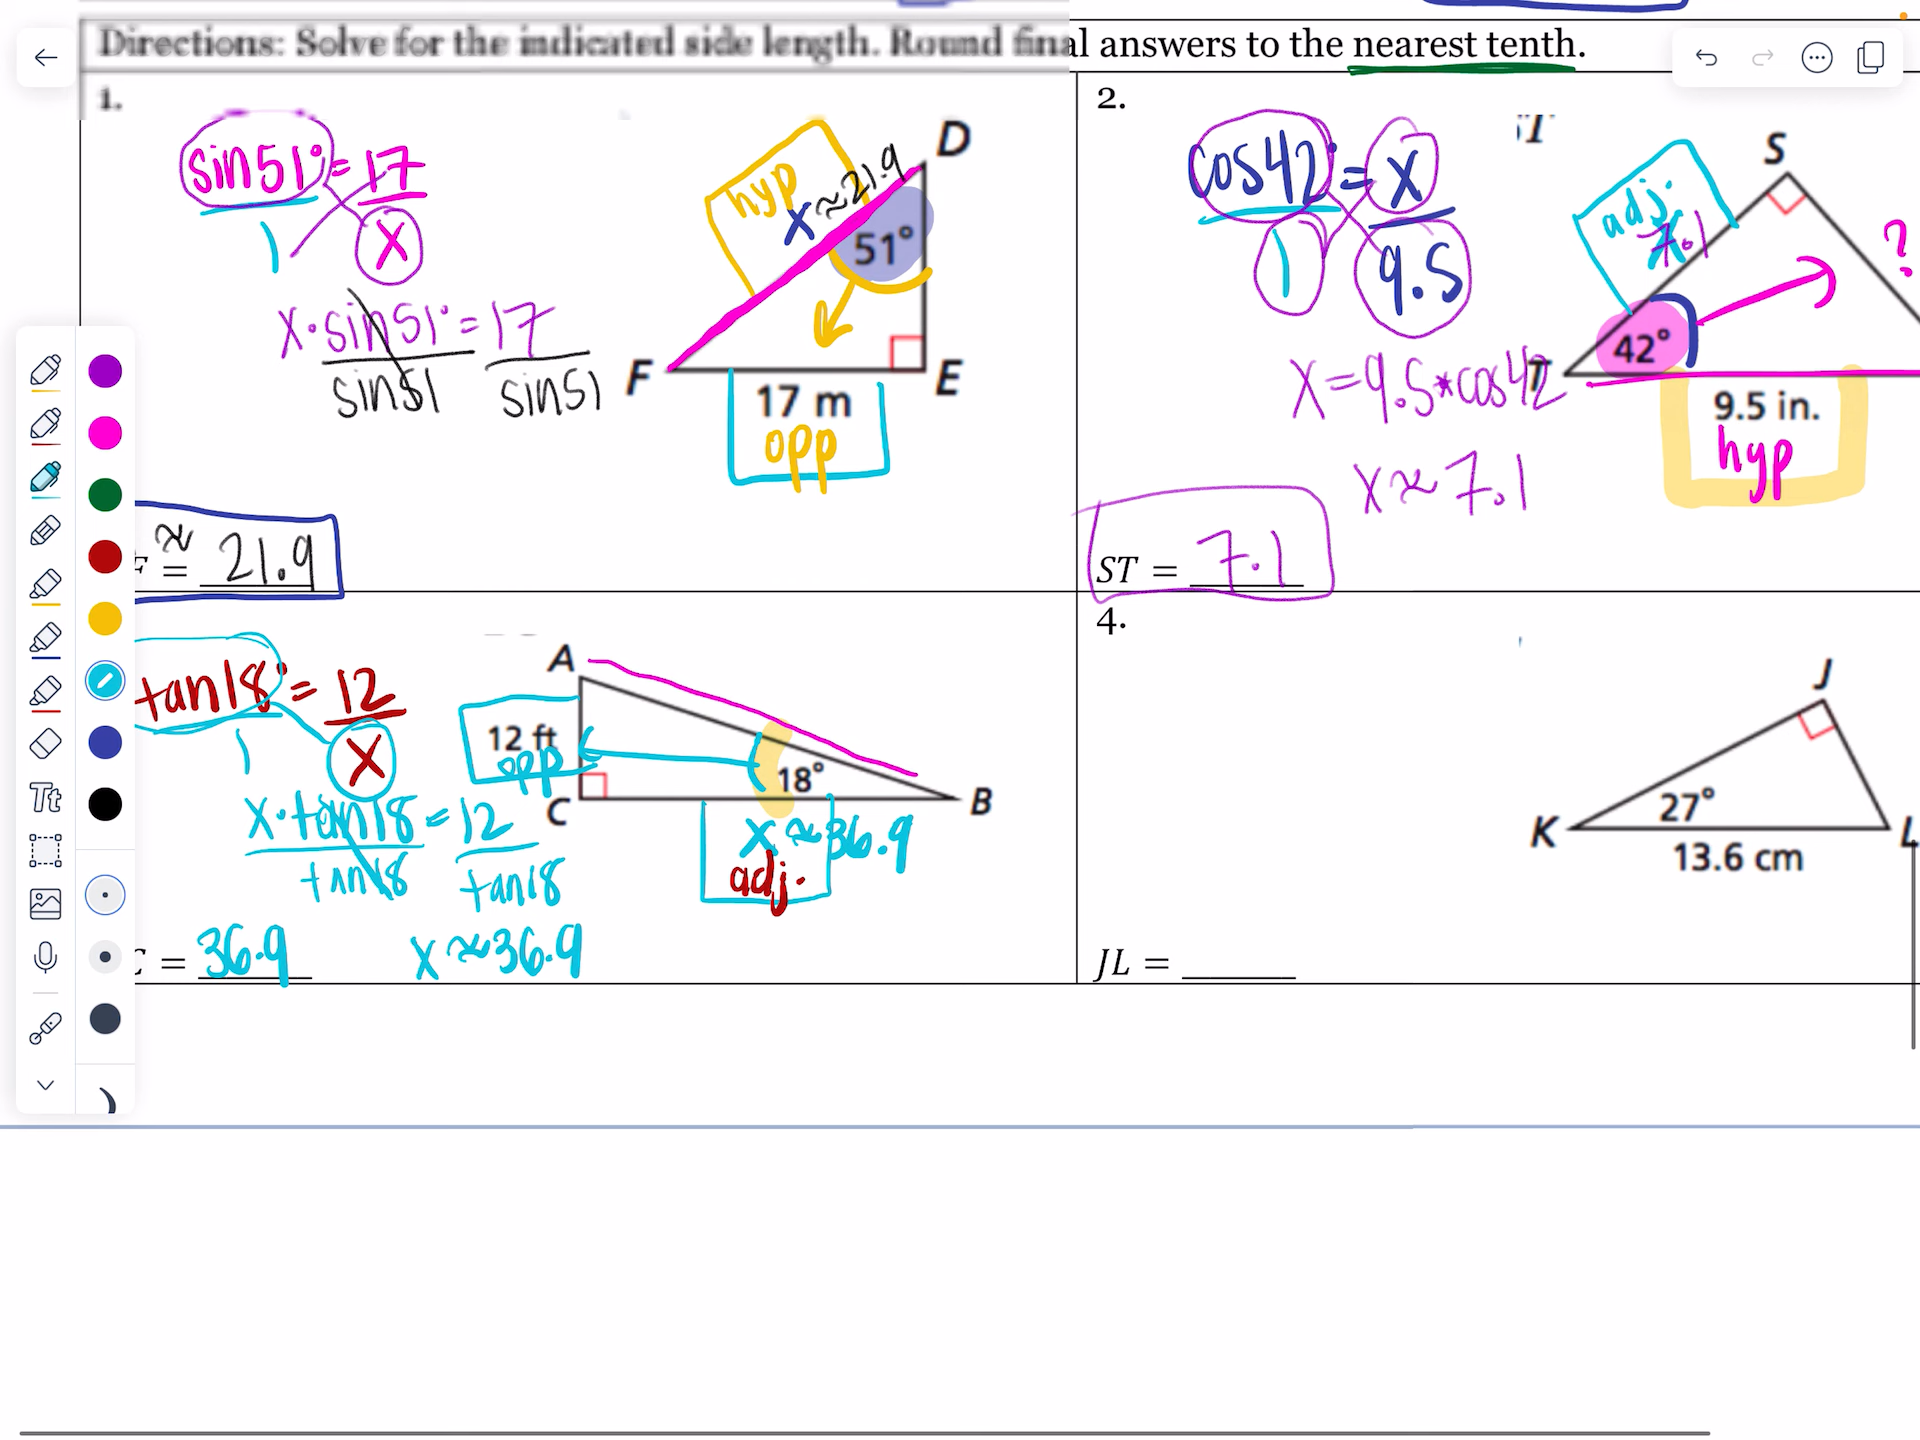 Directions: Solve for the indicated side length. Round final answers to the nearest tenth.
1.
sin51° = 17
1 x
x·sin51° = 17
sin51 sin51
hyp
x ≈ 21.9
D
51°
F
E
17 m
opp
≈
= 21.9
2.
cos42° = x
1 9.5
x = 9.5*cos42
x ≈ 7.1
ST = 7.1
ST
S
adj.
7.1
?
42°
T
9.5 in.
hyp
tan18° = 12
1 x
x·tan18 = 12
tan18 tan18
x ≈ 36.9
C = 36.9
A
12 ft
opp
18°
C
B
x ≈ 36.9
adj.
4.
J
27°
K
L
13.6 cm
JL = ______
Tt